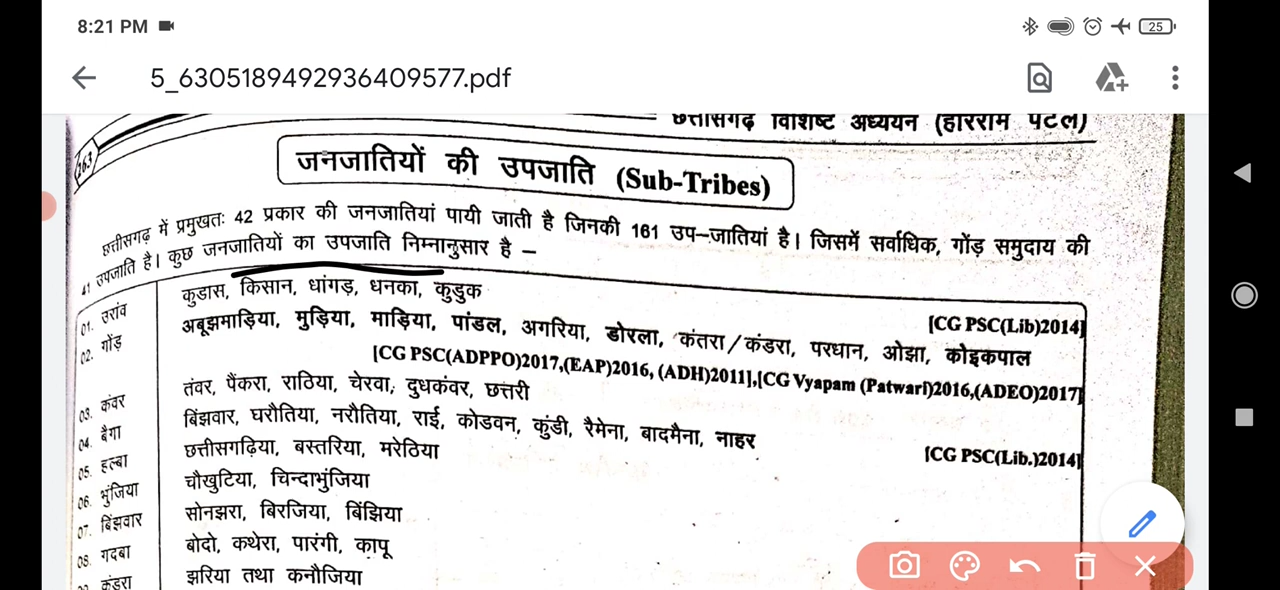 8:21 PM
25
5_6305189492936409577.pdf
छत्तीसगढ़ विशिष्ट अध्ययन (हरिराम पटेल)
263
जनजातियों की उपजाति (Sub-Tribes)
छत्तीसगढ़ में प्रमुखतः 42 प्रकार की जनजातियां पायी जाती है जिनकी 161 उप–जातियां है। जिसमें सर्वाधिक, गोंड़ समुदाय की
41 उपजाति है। कुछ जनजातियों का उपजाति निम्नानुसार है –
01. उरांव कुडास, किसान, धांगड़, धनका, कुडुक
[CG PSC(Lib)2014]
02. गोंड़ अबूझमाड़िया, मुड़िया, माड़िया, पांडल, अगरिया, डोरला, कंतरा/कंडरा, परधान, ओझा, कोइकपाल
[CG PSC(ADPPO)2017,(EAP)2016, (ADH)2011],[CG Vyapam (Patwari)2016,(ADEO)2017]
03. कंवर तंवर, पैंकरा, राठिया, चेरवा, दुधकंवर, छत्तरी
04. बैगा बिंझवार, घरौतिया, नरौतिया, राई, कोडवन, कुंडी, रैमेना, बादमैना, नाहर
[CG PSC(Lib.)2014]
05. हल्बा छत्तीसगढ़िया, बस्तरिया, मरेठिया
06. भुंजिया चौखुटिया, चिन्दाभुंजिया
07. बिंझवार सोनझरा, बिरजिया, बिंझिया
08. गदबा बोदो, कथेरा, पारंगी, कापू
कंडरा झरिया तथा कनौजिया